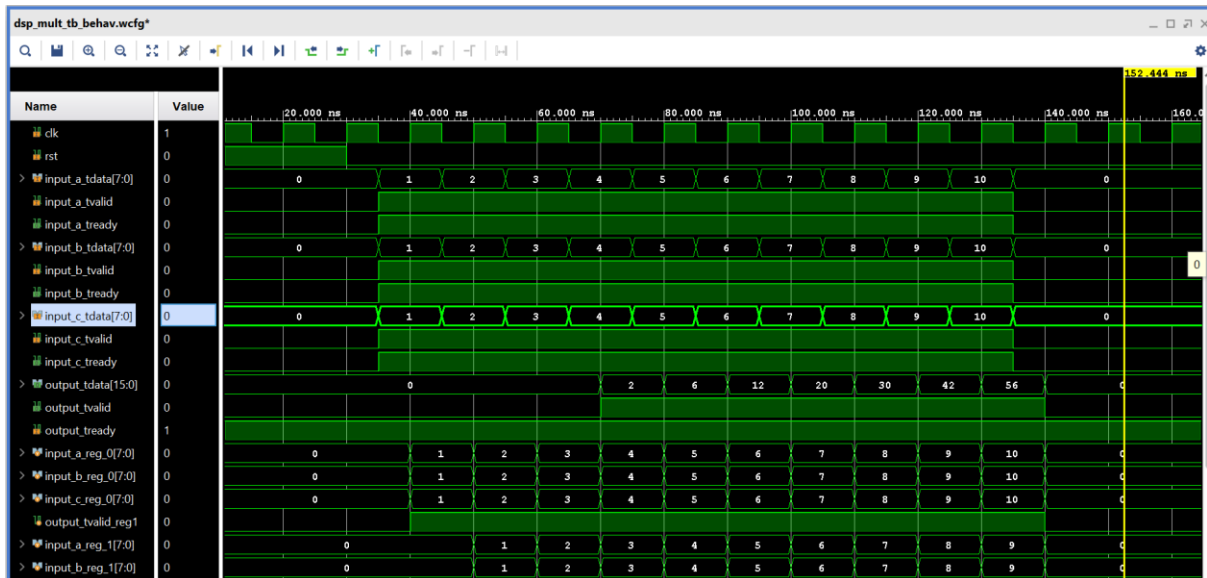 dsp_mult_tb_behav.wcfg*
152.444 ns
Name Value
20.000 ns 40.000 ns 60.000 ns 80.000 ns 100.000 ns 120.000 ns 140.000 ns 160.0
clk 1
rst 0
input_a_tdata[7:0] 0 0 1 2 3 4 5 6 7 8 9 10 0
input_a_tvalid 0
input_a_tready 0
input_b_tdata[7:0] 0 0 1 2 3 4 5 6 7 8 9 10 0
input_b_tvalid 0
0
input_b_tready 0
input_c_tdata[7:0] 0 0 1 2 3 4 5 6 7 8 9 10 0
input_c_tvalid 0
input_c_tready 0
output_tdata[15:0] 0 0 2 6 12 20 30 42 56 0
output_tvalid 0
output_tready 1
input_a_reg_0[7:0] 0 0 1 2 3 4 5 6 7 8 9 10 0
input_b_reg_0[7:0] 0 0 1 2 3 4 5 6 7 8 9 10 0
input_c_reg_0[7:0] 0 0 1 2 3 4 5 6 7 8 9 10 0
output_tvalid_reg1 0
input_a_reg_1[7:0] 0 0 1 2 3 4 5 6 7 8 9 0
input_b_reg_1[7:0] 0 0 1 2 3 4 5 6 7 8 9 0